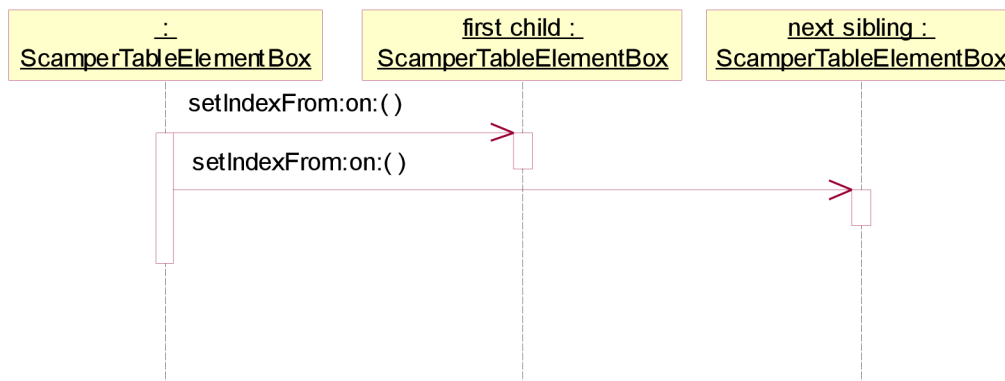 :
ScamperTableElementBox
first child :
ScamperTableElementBox
next sibling :
ScamperTableElementBox
setIndexFrom:on:( )
setIndexFrom:on:( )